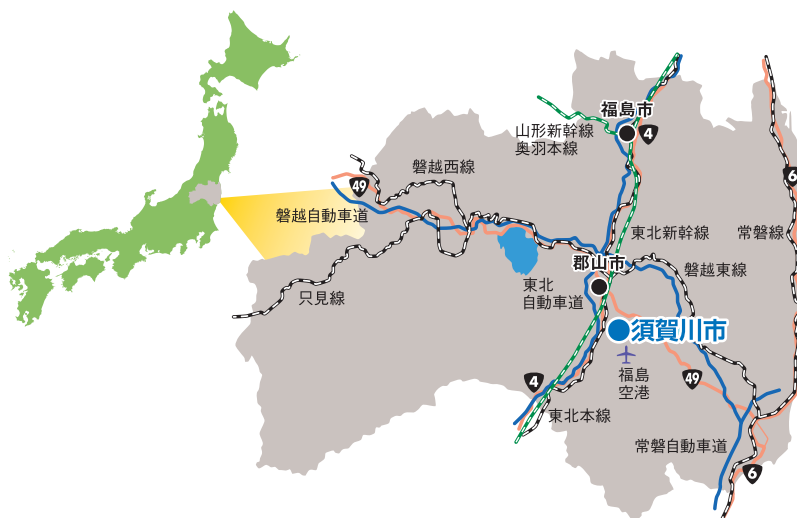 福島市
4
山形新幹線
奥羽本線
磐越西線
49
6
磐越自動車道
東北新幹線
常磐線
郡山市
磐越東線
東北
自動車道
只見線
須賀川市
福島
空港
4
49
東北本線
常磐自動車道
6